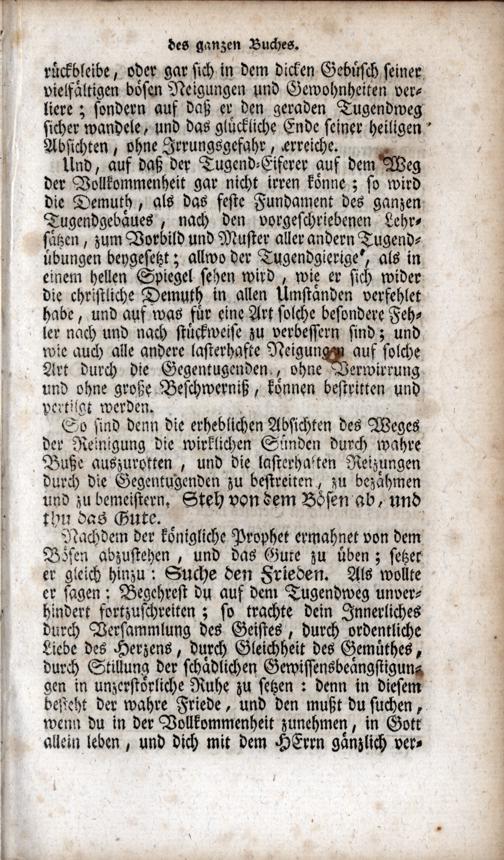 des ganzen Buches.
rückbleibe, oder gar sich in dem dicken Gebüsch seiner
vielfältigen bösen Neigungen und Gewohnheiten ver-
liere; sondern auf daß er den geraden Tugendweg
sicher wandele, und das glückliche Ende seiner heiligen
Absichten, ohne Irrungsgefahr, erreiche.
Und, auf daß der Tugend-Eiferer auf dem Weg
der Vollkommenheit gar nicht irren könne; so wird
die Demuth, als das feste Fundament des ganzen
Tugendgebäues, nach den vorgeschriebenen Lehr-
sätzen, zum Vorbild und Muster aller andern Tugend-
übungen beygesetzt; allwo der Tugendgierige, als in
einem hellen Spiegel sehen wird, wie er sich wider
die christliche Demuth in allen Umständen verfehlet
habe, und auf was für eine Art solche besondere Feh-
ler nach und nach stückweise zu verbessern sind; und
wie auch alle andere lasterhafte Neigungen auf solche
Art durch die Gegentugenden, ohne Verwirrung
und ohne große Beschwerniß, können bestritten und
vertilgt werden.
So sind denn die erheblichen Absichten des Weges
der Reinigung die wirklichen Sünden durch wahre
Buße auszurotten, und die lasterhaften Reizungen
durch die Gegentugenden zu bestreiten, zu bezähmen
und zu bemeistern. Steh von dem Bösen ab, und
thu das Gute.
Nachdem der königliche Prophet ermahnet von dem
Bösen abzustehen, und das Gute zu üben; setzet
er gleich hinzu: Suche den Frieden. Als wollte
er sagen: Begehrest du auf dem Tugendweg unver-
hindert fortzuschreiten; so trachte dein Innerliches
durch Versammlung des Geistes, durch ordentliche
Liebe des Herzens, durch Gleichheit des Gemüthes,
durch Stillung der schädlichen Gewissensbeängstigun-
gen in unzerstörliche Ruhe zu setzen: denn in diesem
besteht der wahre Friede, und den mußt du suchen,
wenn du in der Vollkommenheit zunehmen, in Gott
allein leben, und dich mit dem HErrn gänzlich ver-